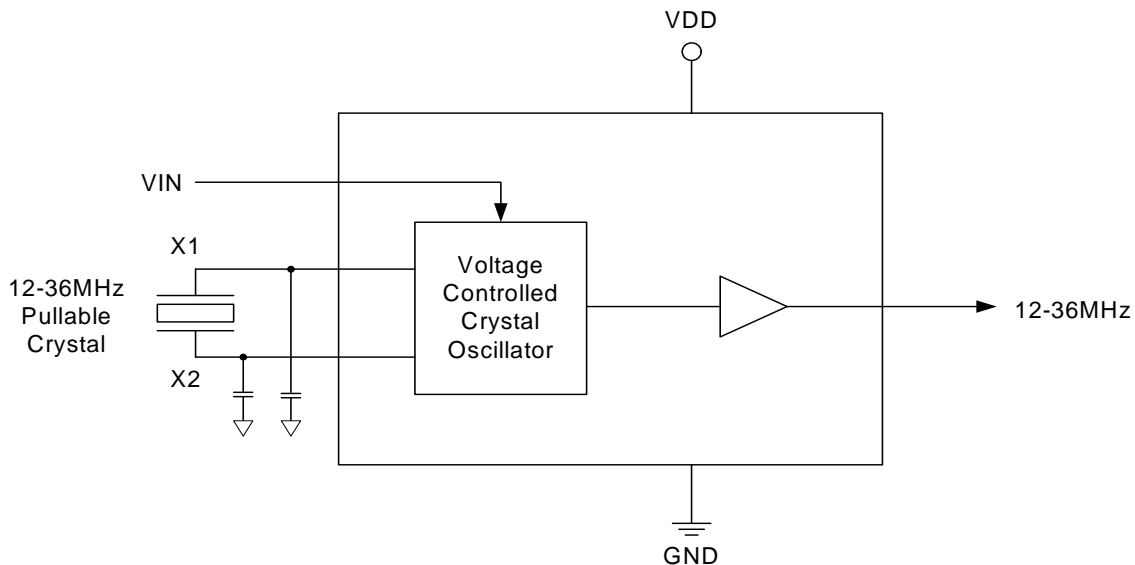 VDD
VIN
X1
12-36MHz
Pullable
Crystal
X2
Voltage
Controlled
Crystal
Oscillator
12-36MHz
GND